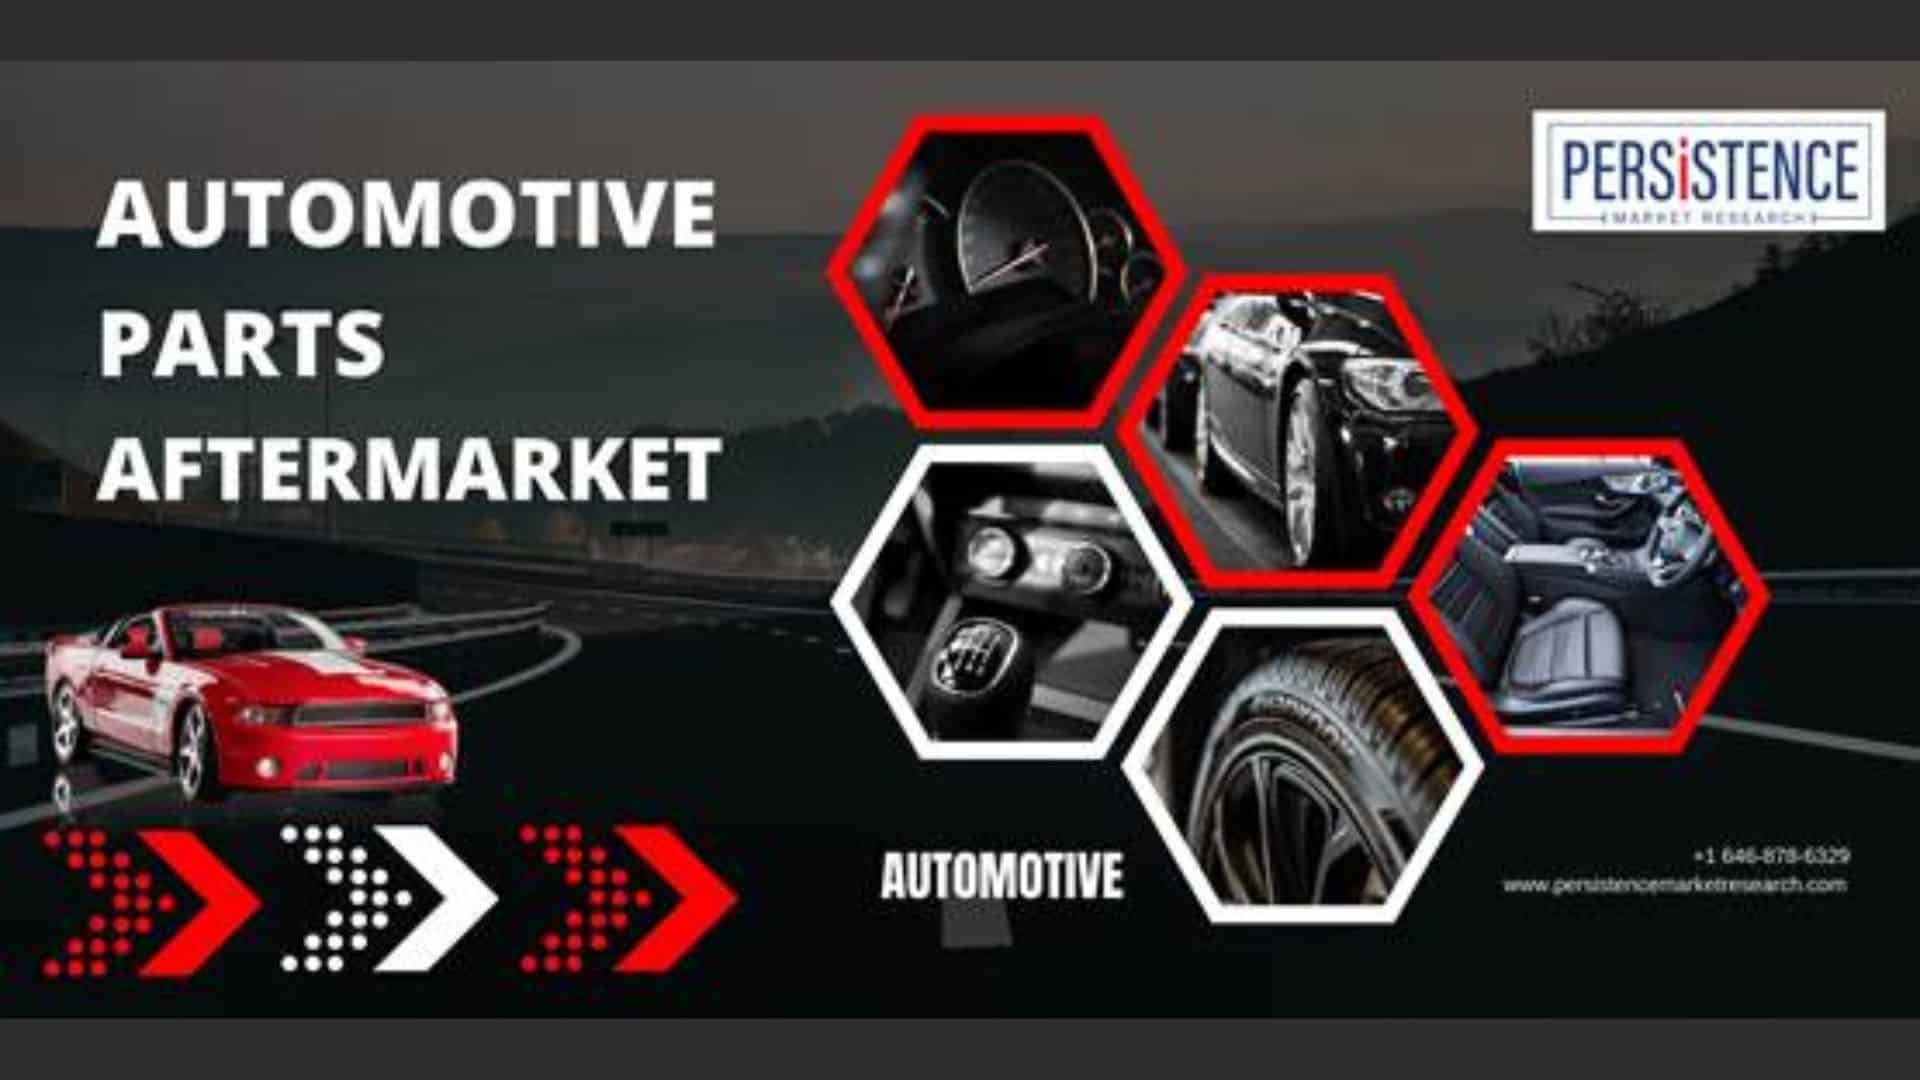 AUTOMOTIVE
PARTS
AFTERMARKET
PERSiSTENCE
MARKET RESEARCH
AUTOMOTIVE
+1 646-878-6329
www.persistencemarketresearch.com